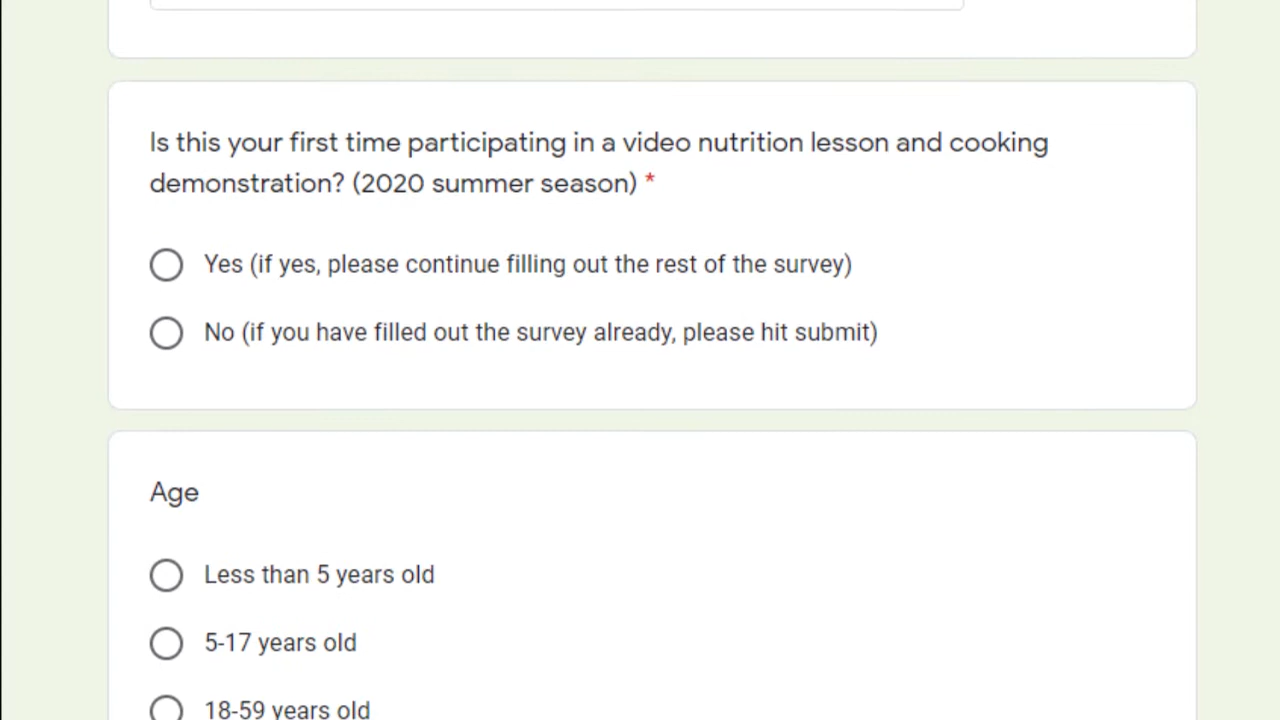 Is this your first time participating in a video nutrition lesson and cooking
demonstration? (2020 summer season) *
Yes (if yes, please continue filling out the rest of the survey)
No (if you have filled out the survey already, please hit submit)
Age
Less than 5 years old
5-17 years old
18-59 years old